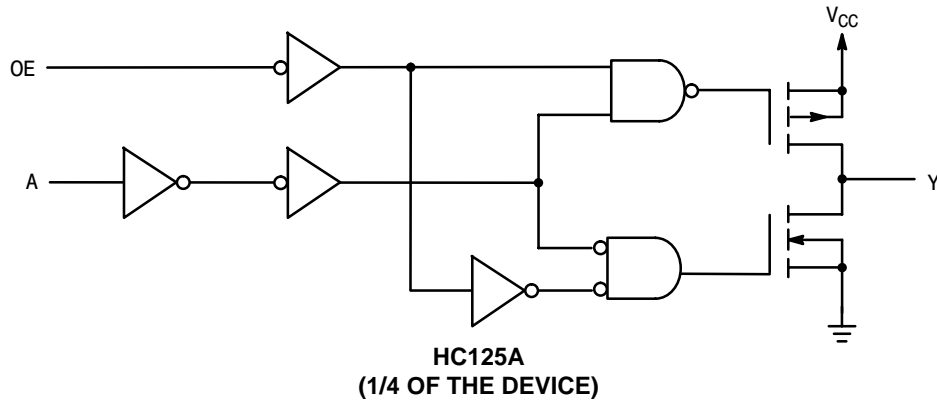 V_CC
OE
A
Y
HC125A
(1/4 OF THE DEVICE)